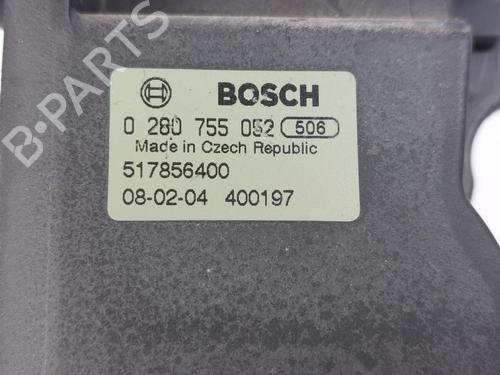 BOSCH
0 280 755 052 506
Made in Czech Republic
517856400
08-02-04 400197
B-PARTS